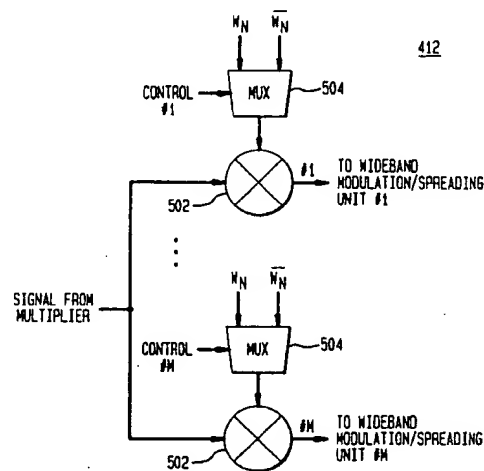 W_N
W̅_N̅
412
MUX
504
CONTROL
#1
#1
TO WIDEBAND
MODULATION/SPREADING
UNIT #1
502
W_N
W̅_N̅
SIGNAL FROM
MULTIPLIER
MUX
504
CONTROL
#M
#M
TO WIDEBAND
MODULATION/SPREADING
UNIT #M
502